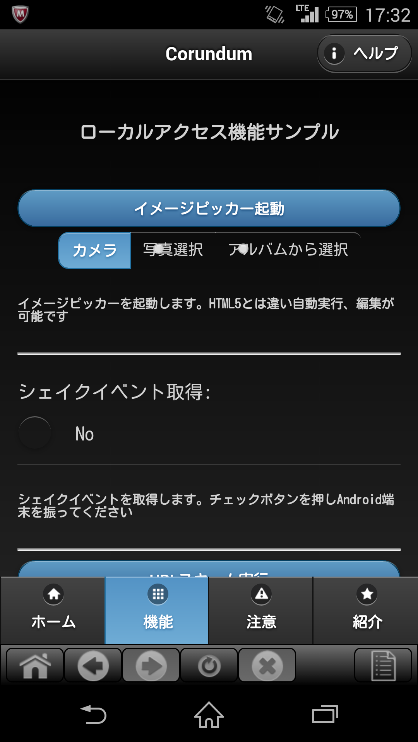 LTE 97% 17:32
Corundum
ヘルプ
ローカルアクセス機能サンプル
イメージピッカー起動
カメラ 写真選択 アルバムから選択
イメージピッカーを起動します。HTML5とは違い自動実行、編集が
可能です
シェイクイベント取得:
No
シェイクイベントを取得します。チェックボタンを押しAndroid端
末を振ってください
ホーム 機能 注意 紹介